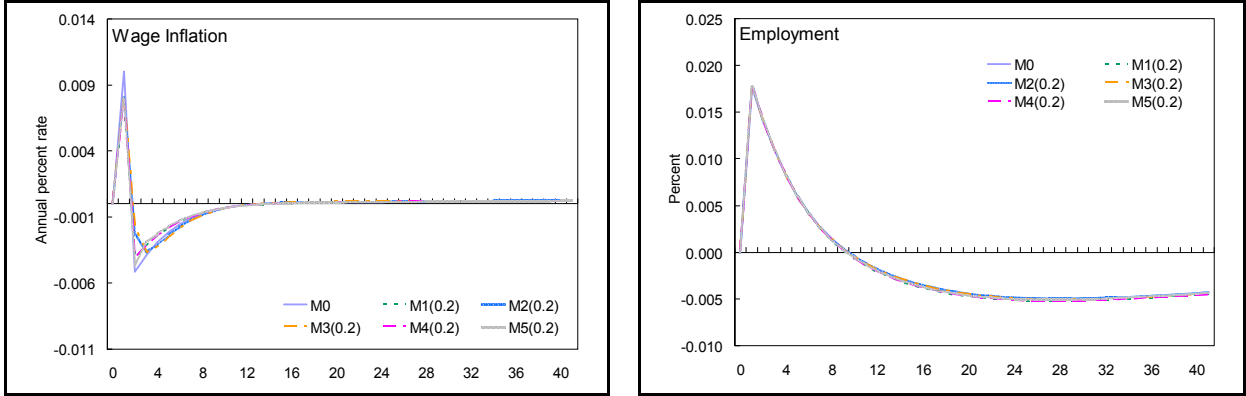 Wage Inflation
Annual percent rate
0.014
0.009
0.004
-0.001
-0.006
-0.011
M0 M1(0.2) M2(0.2)
M3(0.2) M4(0.2) M5(0.2)
0 4 8 12 16 20 24 28 32 36 40
Employment
Percent
0.025
0.020
0.015
0.010
0.005
0.000
-0.005
-0.010
M0 M1(0.2)
M2(0.2) M3(0.2)
M4(0.2) M5(0.2)
0 4 8 12 16 20 24 28 32 36 40